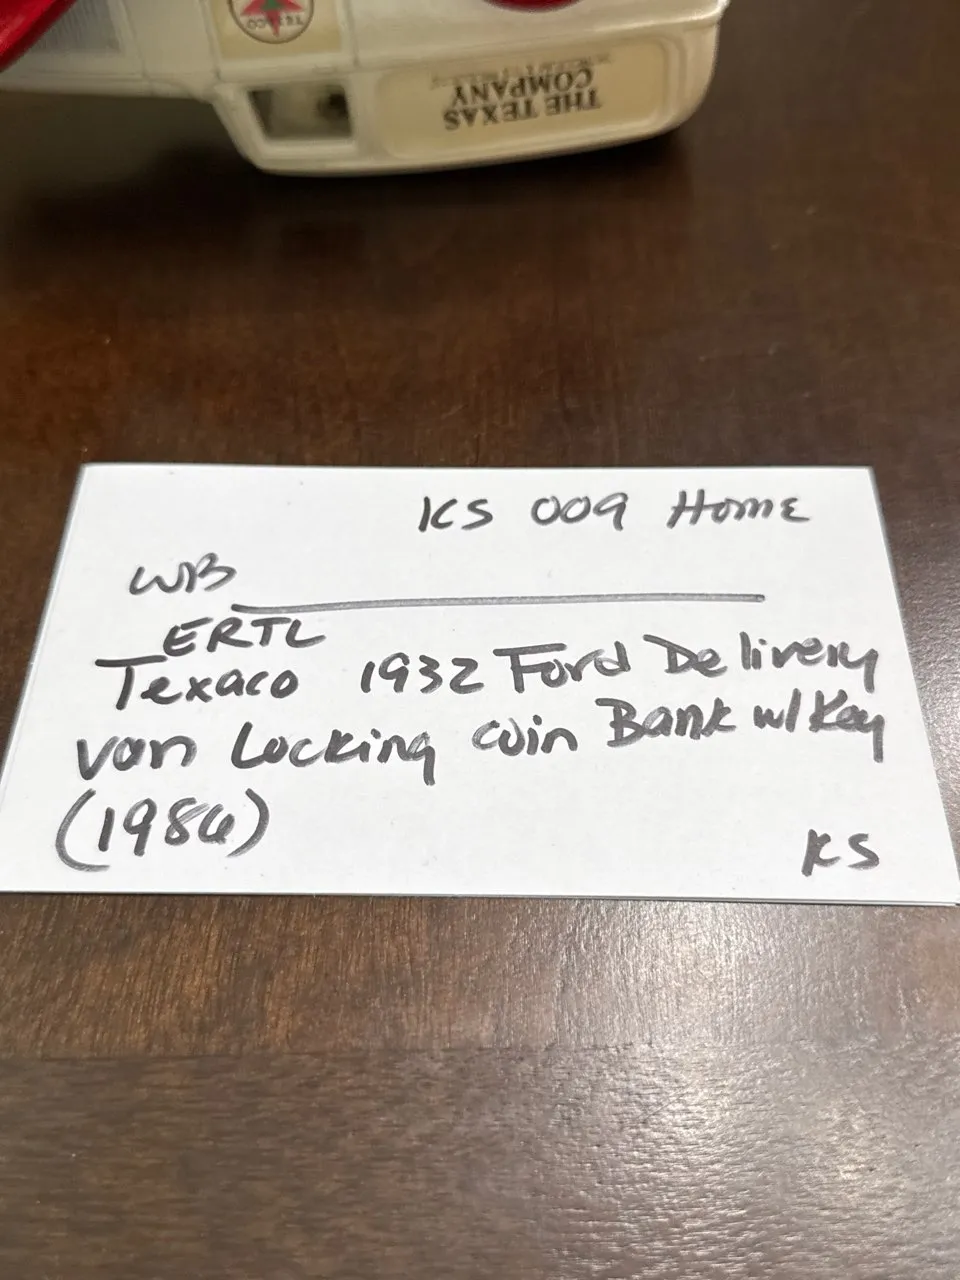 TEXACO
THE TEXAS
COMPANY
KS 009 Home
WB
ERTL
Texaco 1932 Ford Delivery
van Locking coin Bank w/ Key
(1986)
KS